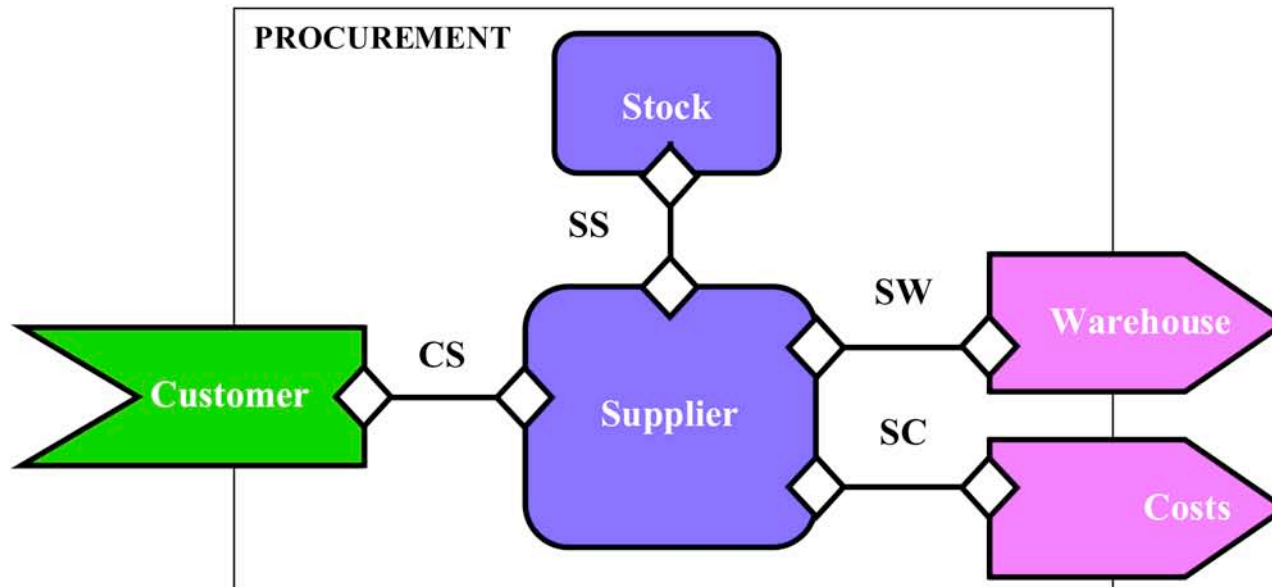 PROCUREMENT
Stock
SS
SW
Warehouse
CS
Customer
Supplier
SC
Costs